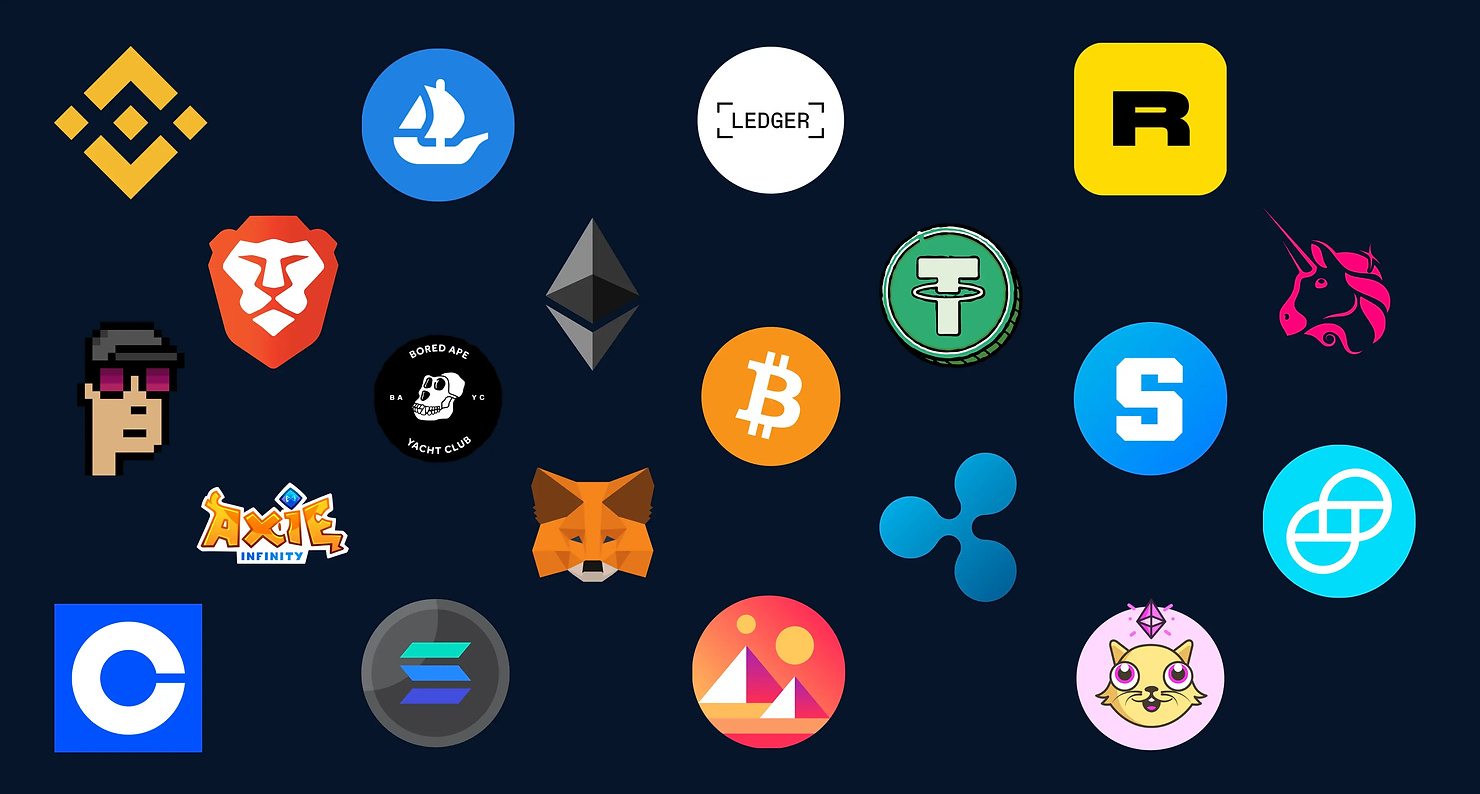 LEDGER
R
BORED APE
BA YC
YACHT CLUB
S
AXIE
INFINITY